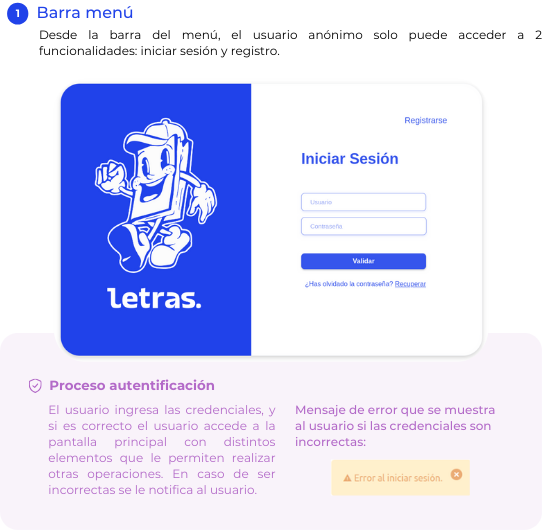 1 Barra menú
Desde la barra del menú, el usuario anónimo solo puede acceder a 2
funcionalidades: iniciar sesión y registro.
Registrarse
Iniciar Sesión
Usuario
Contraseña
Validar
¿Has olvidado la contraseña? Recuperar
letras.
Proceso autentificación
El usuario ingresa las credenciales, y
si es correcto el usuario accede a la
pantalla principal con distintos
elementos que le permiten realizar
otras operaciones. En caso de ser
incorrectas se le notifica al usuario.
Mensaje de error que se muestra
al usuario si las credenciales son
incorrectas:
Error al iniciar sesión.